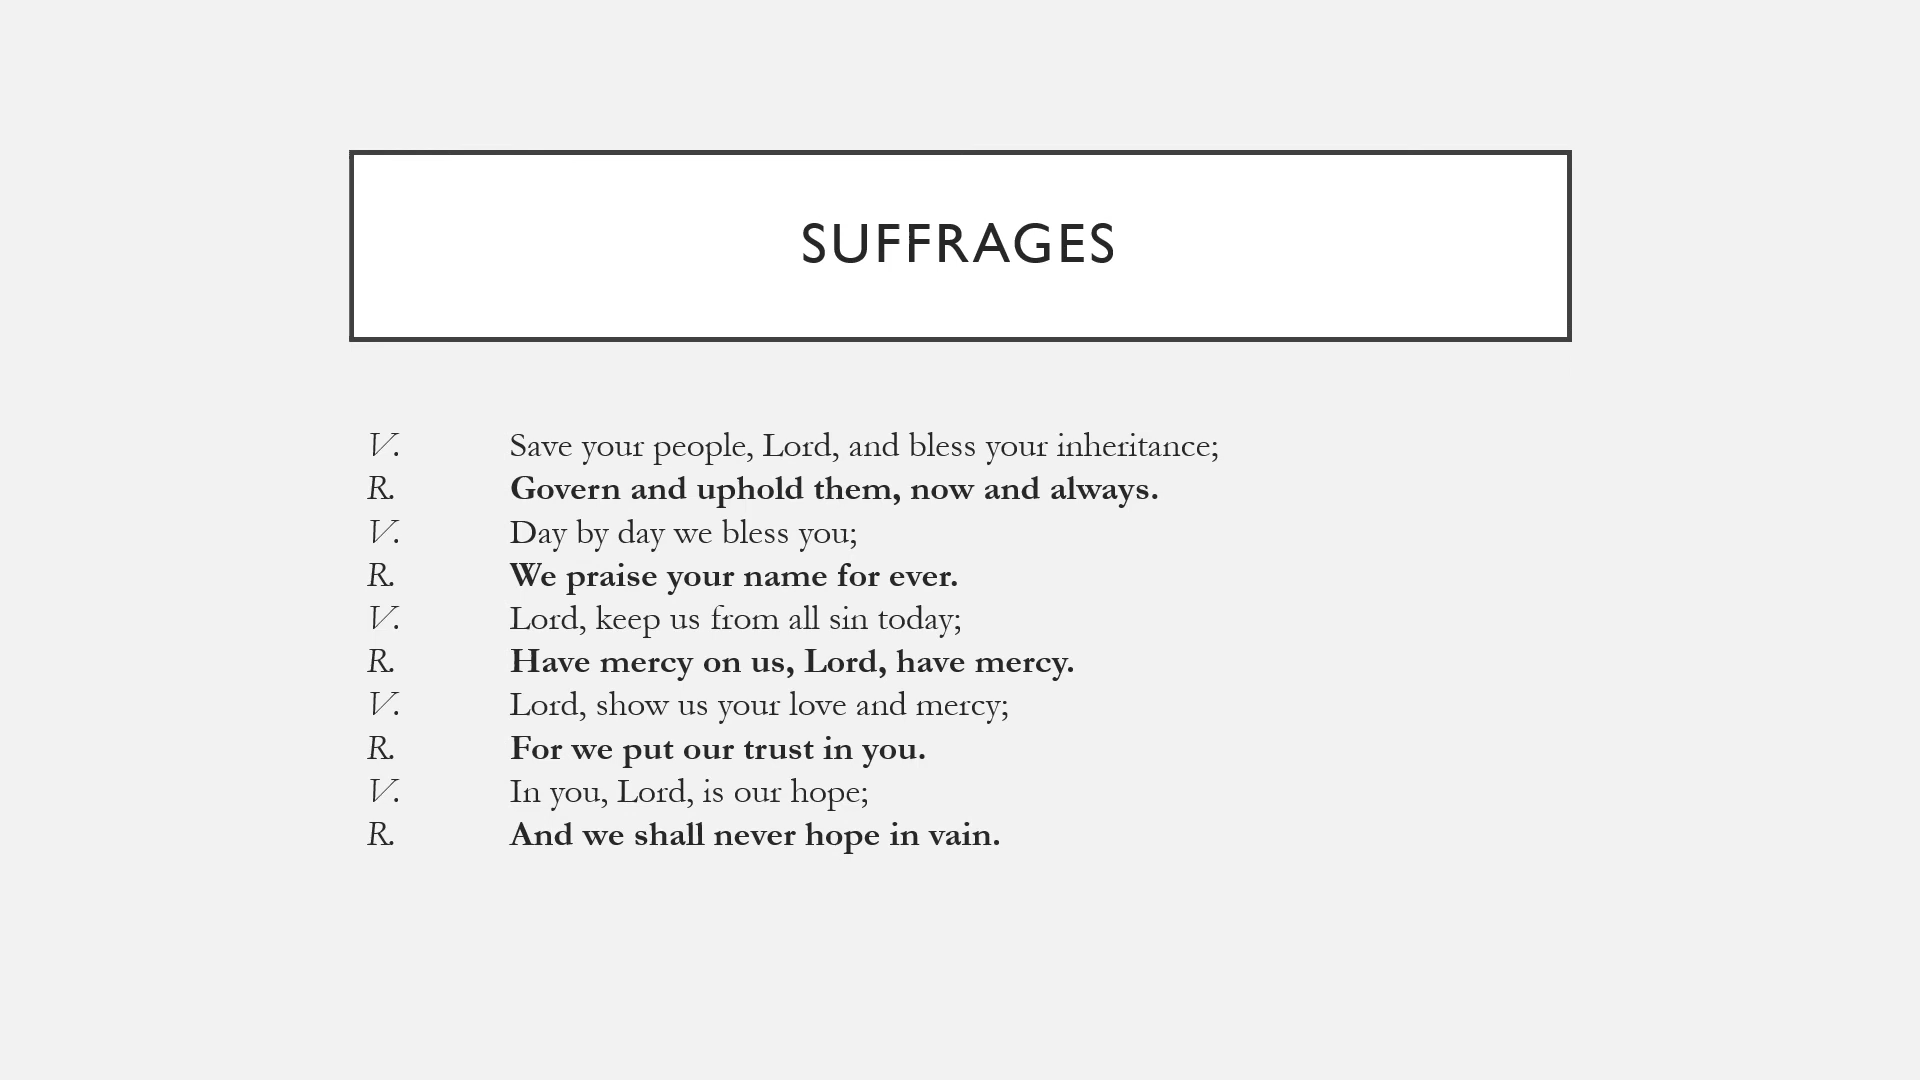 SUFFRAGES
V. Save your people, Lord, and bless your inheritance;
R. Govern and uphold them, now and always.
V. Day by day we bless you;
R. We praise your name for ever.
V. Lord, keep us from all sin today;
R. Have mercy on us, Lord, have mercy.
V. Lord, show us your love and mercy;
R. For we put our trust in you.
V. In you, Lord, is our hope;
R. And we shall never hope in vain.